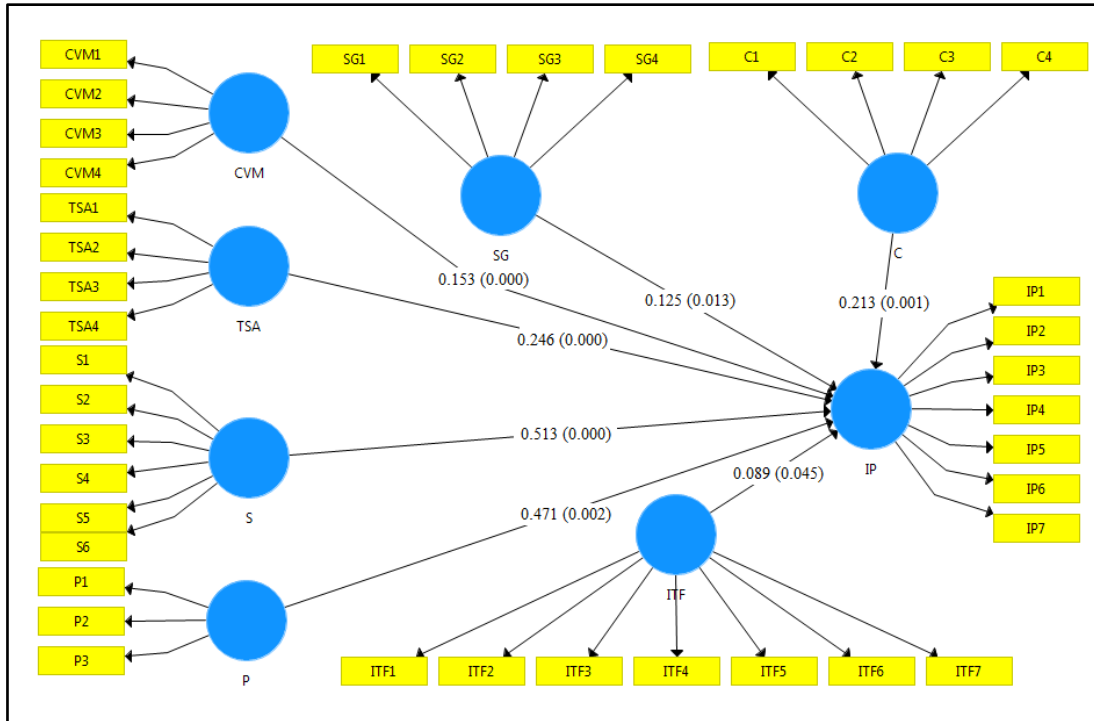 CVM1
CVM2
CVM3
CVM4
CVM
TSA1
TSA2
TSA3
TSA4
TSA
S1
S2
S3
S4
S5
S6
S
P1
P2
P3
P
SG1
SG2
SG3
SG4
SG
C1
C2
C3
C4
C
0.153 (0.000)
0.125 (0.013)
0.213 (0.001)
0.246 (0.000)
0.513 (0.000)
0.471 (0.002)
0.089 (0.045)
IP
IP1
IP2
IP3
IP4
IP5
IP6
IP7
ITF
ITF1
ITF2
ITF3
ITF4
ITF5
ITF6
ITF7